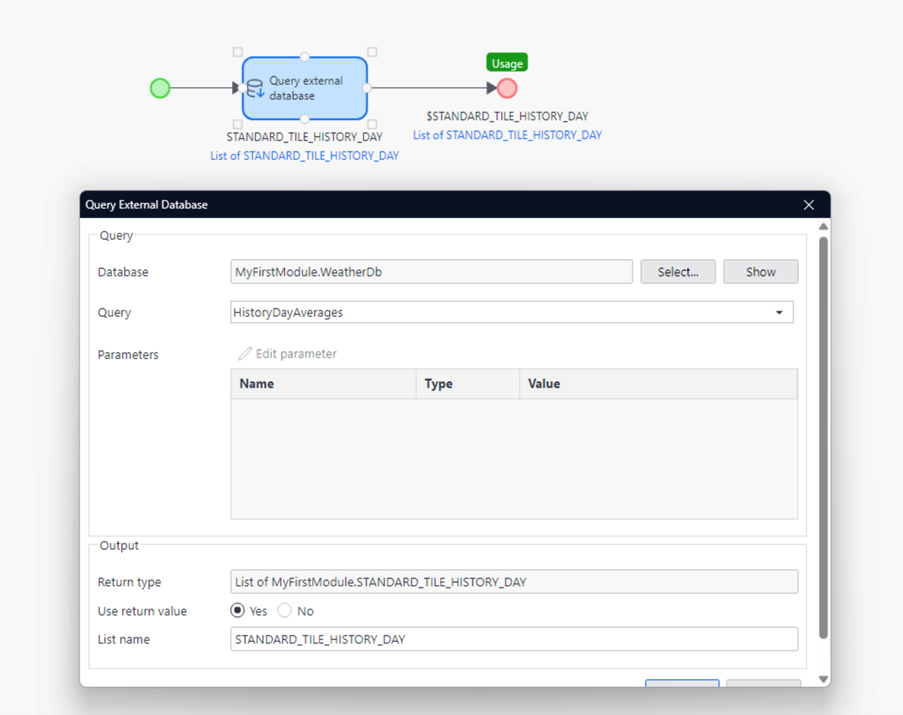 Usage
Query external
database
$STANDARD_TILE_HISTORY_DAY
List of STANDARD_TILE_HISTORY_DAY
STANDARD_TILE_HISTORY_DAY
List of STANDARD_TILE_HISTORY_DAY
Query External Database
Query
Database MyFirstModule.WeatherDb Select... Show
Query HistoryDayAverages
Parameters Edit parameter
Name Type Value
Output
Return type List of MyFirstModule.STANDARD_TILE_HISTORY_DAY
Use return value Yes No
List name STANDARD_TILE_HISTORY_DAY